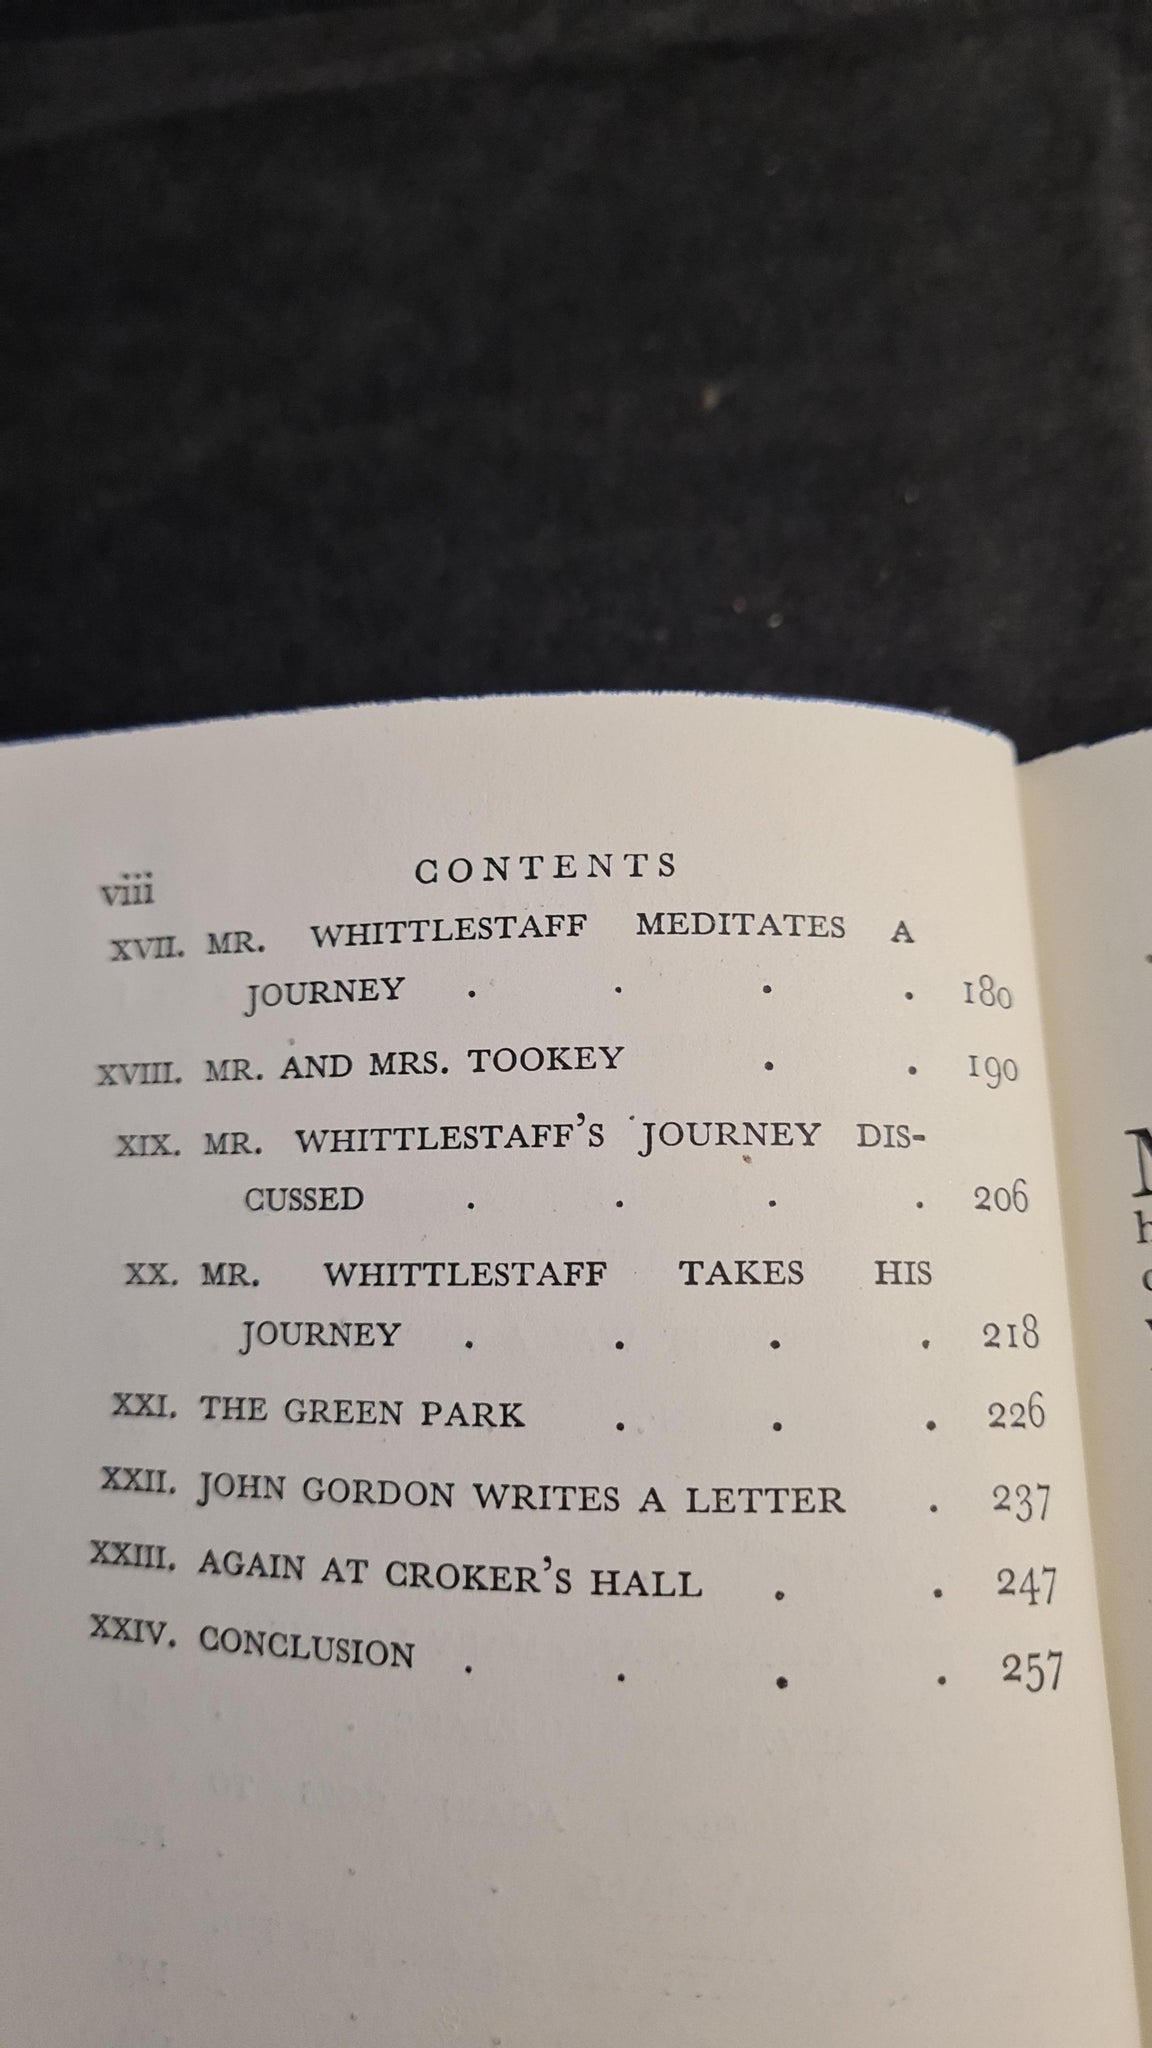 viii CONTENTS
XVII. MR. WHITTLESTAFF MEDITATES A
JOURNEY . . . . 180
XVIII. MR. AND MRS. TOOKEY . . 190
XIX. MR. WHITTLESTAFF'S JOURNEY DIS-
CUSSED . . . . 206
XX. MR. WHITTLESTAFF TAKES HIS
JOURNEY . . . . 218
XXI. THE GREEN PARK . . . 226
XXII. JOHN GORDON WRITES A LETTER . 237
XXIII. AGAIN AT CROKER'S HALL . . 247
XXIV. CONCLUSION . . . . 257